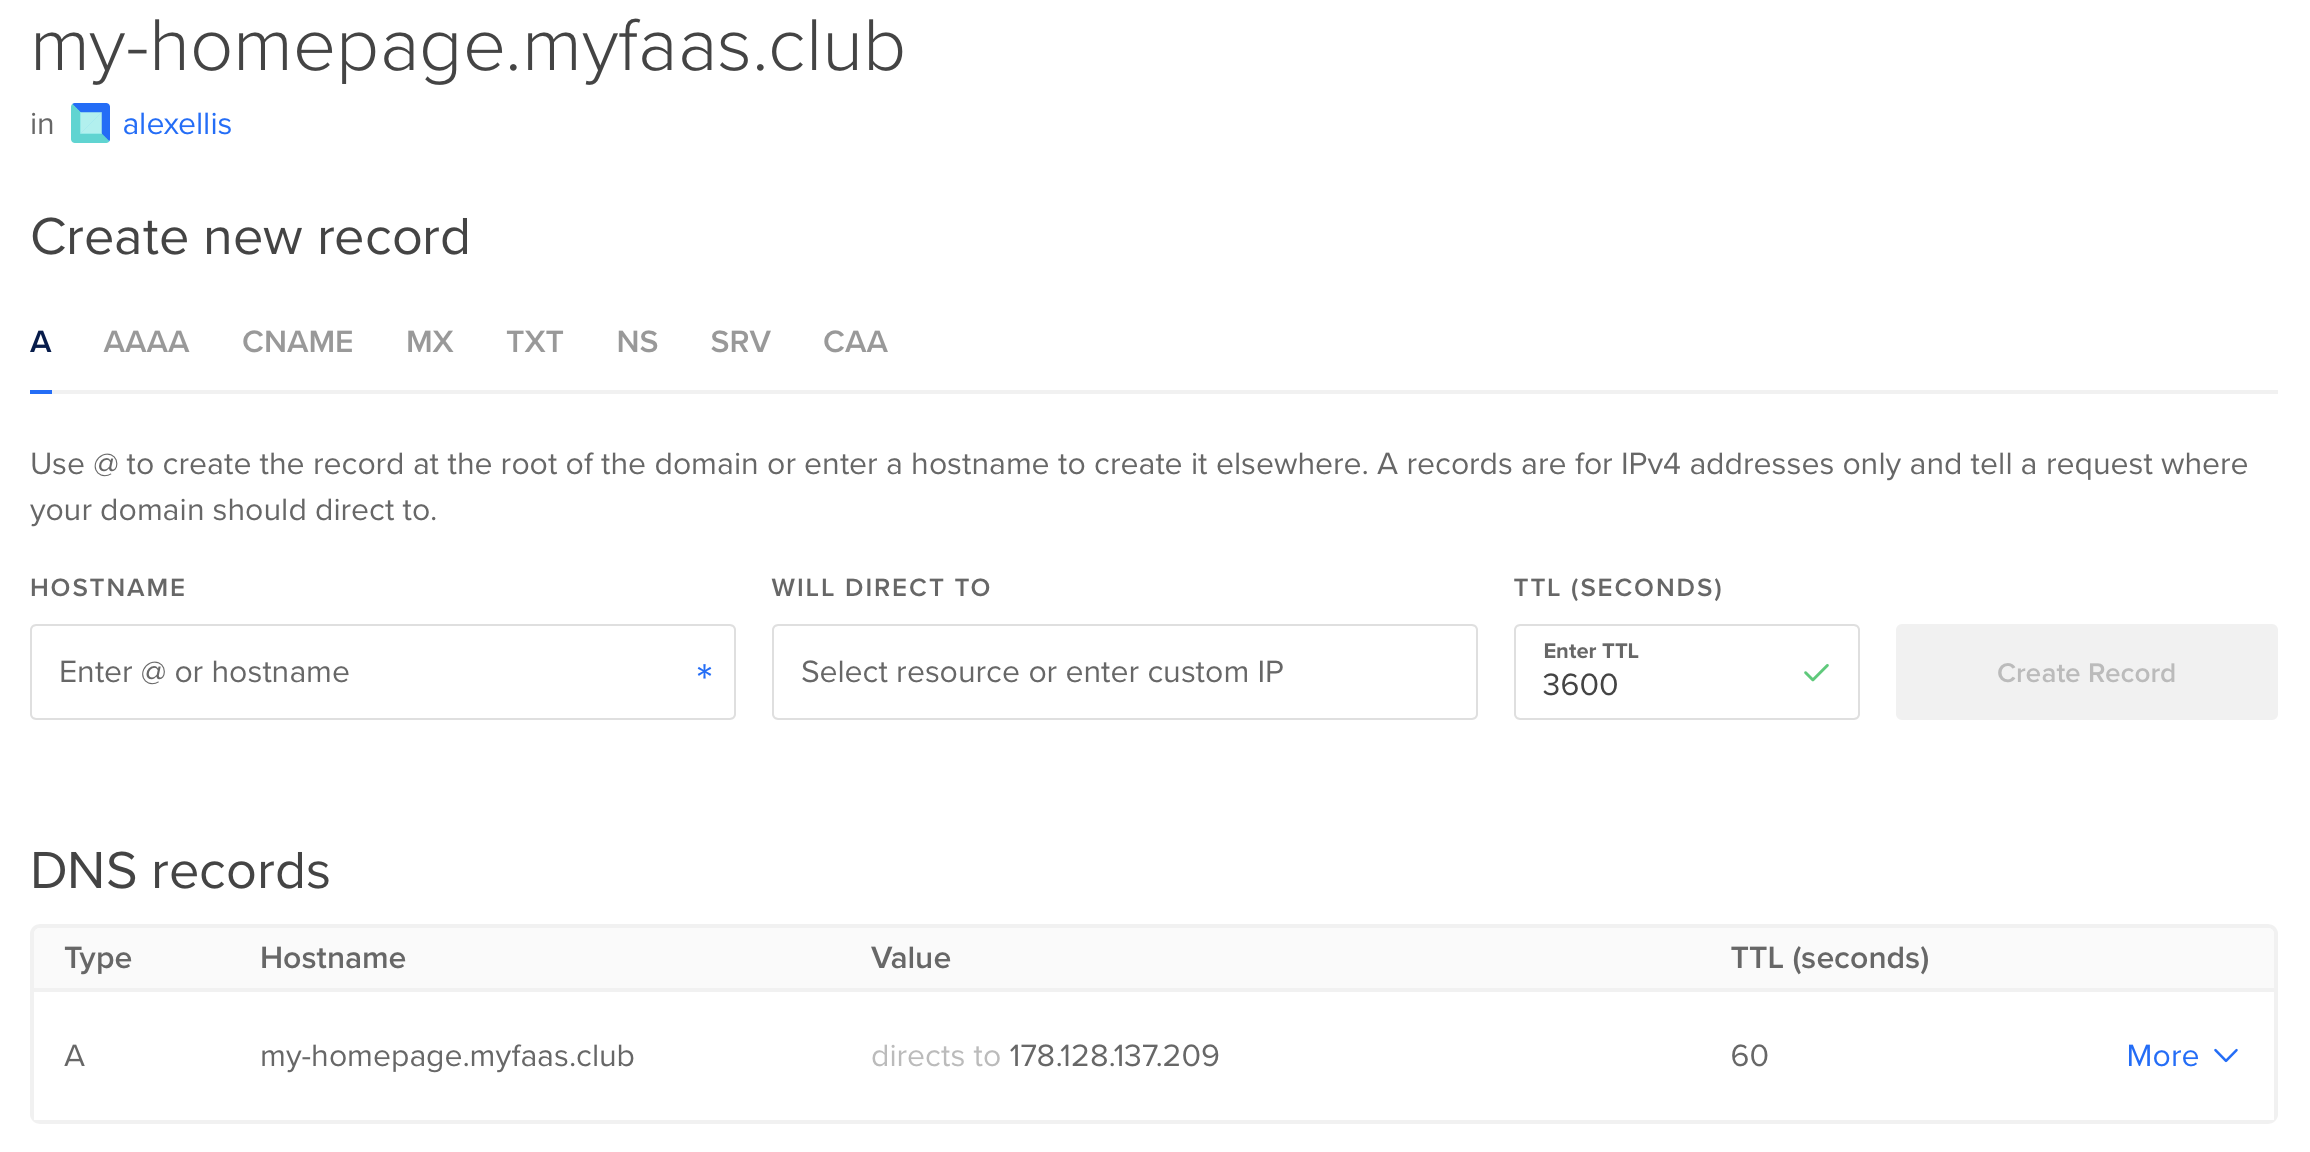 my-homepage.myfaas.club
in alexellis
Create new record
A AAAA CNAME MX TXT NS SRV CAA
Use @ to create the record at the root of the domain or enter a hostname to create it elsewhere. A records are for IPv4 addresses only and tell a request where
your domain should direct to.
HOSTNAME WILL DIRECT TO TTL (SECONDS)
Enter @ or hostname * Select resource or enter custom IP Enter TTL
3600 Create Record
DNS records
Type Hostname Value TTL (seconds)
A my-homepage.myfaas.club directs to 178.128.137.209 60 More